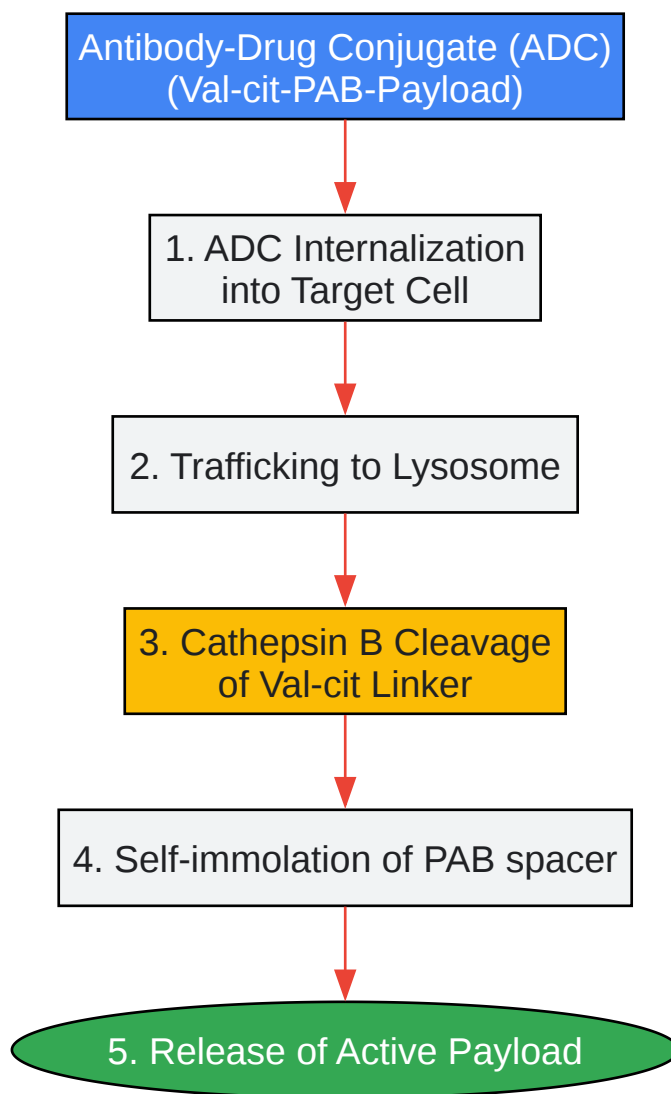 Antibody-Drug Conjugate (ADC)
(Val-cit-PAB-Payload)
1. ADC Internalization
into Target Cell
2. Trafficking to Lysosome
3. Cathepsin B Cleavage
of Val-cit Linker
4. Self-immolation of PAB spacer
5. Release of Active Payload